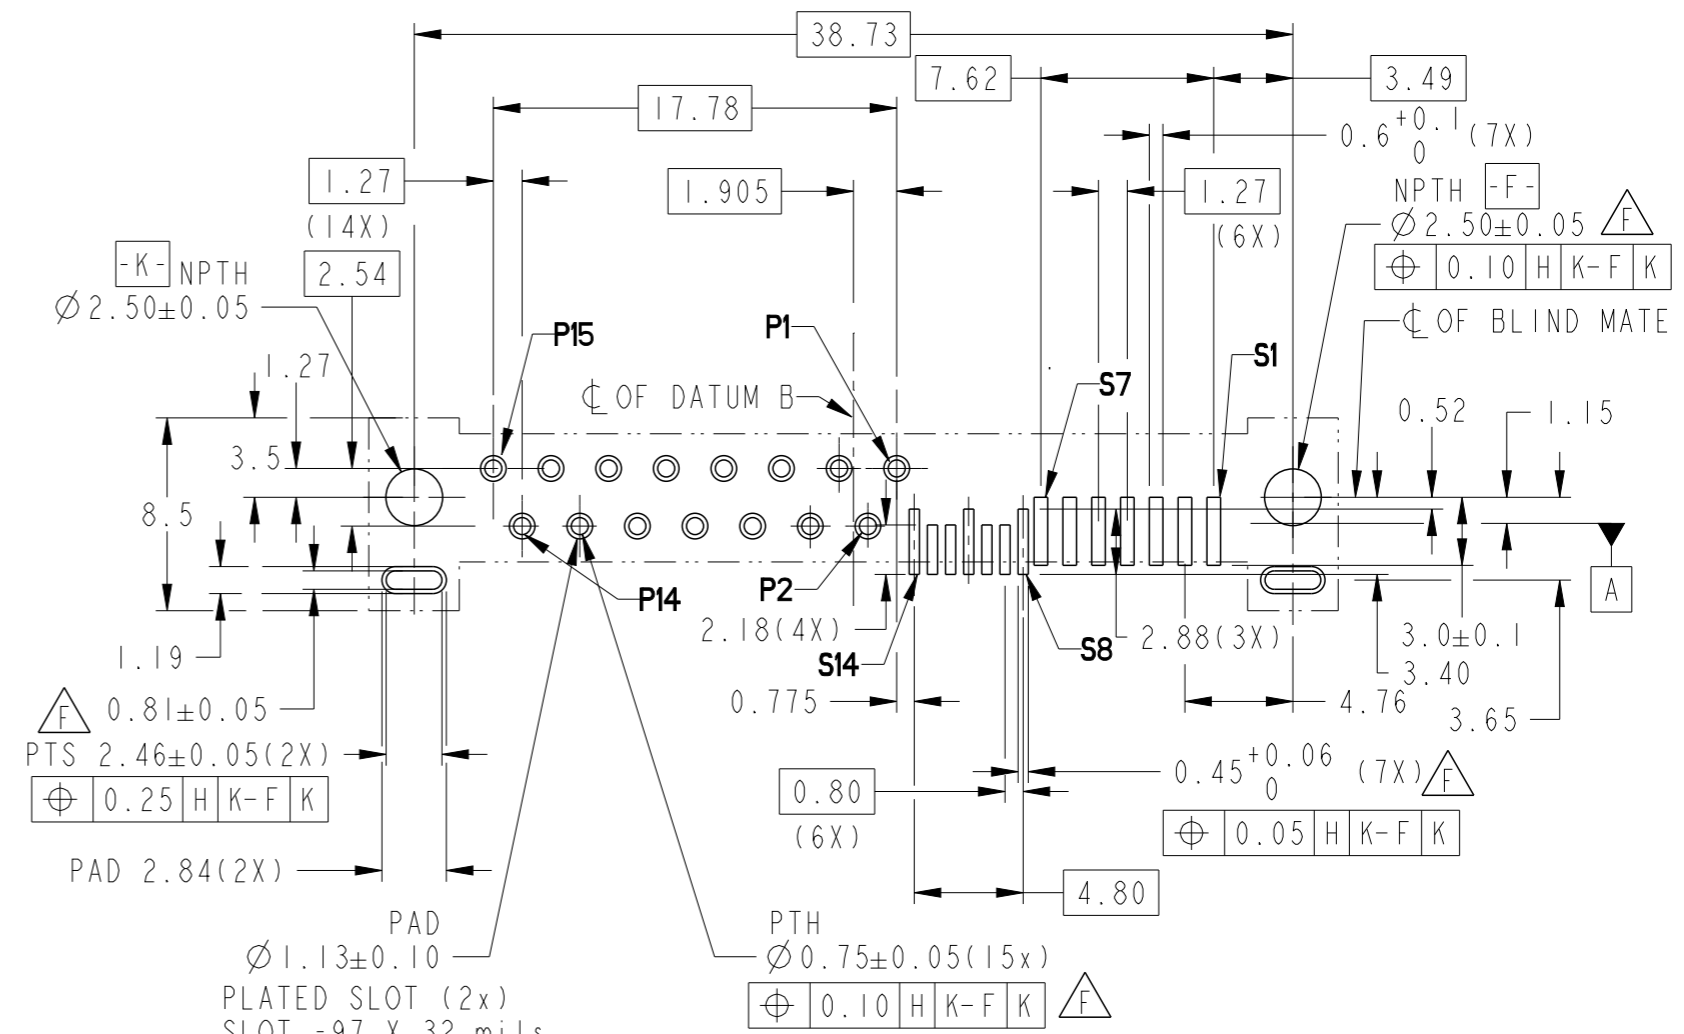 38.73
7.62
3.49
17.78
0.6 +0.1 0 (7X)
1.27
(14X)
1.905
1.27
(6X)
NPTH -F-
Ø2.50±0.05 F
⌖ 0.10 H K-F K
-K- NPTH
Ø2.50±0.05
2.54
℄ OF BLIND MATE
P15
P1
S1
1.27
℄ OF DATUM B
S7
0.52
1.15
3.5
8.5
A
P14
P2
2.18(4X)
2.88(3X)
3.0±0.1
1.19
S14
S8
3.40
F 0.81±0.05
0.775
4.76
3.65
PTS 2.46±0.05(2X)
⌖ 0.25 H K-F K
0.80
(6X)
0.45 +0.06 0 (7X) F
⌖ 0.05 H K-F K
PAD 2.84(2X)
4.80
PAD
Ø1.13±0.10
PTH
Ø0.75±0.05(15x)
⌖ 0.10 H K-F K F
PLATED SLOT (2x)
SLOT -97 X 32 mils